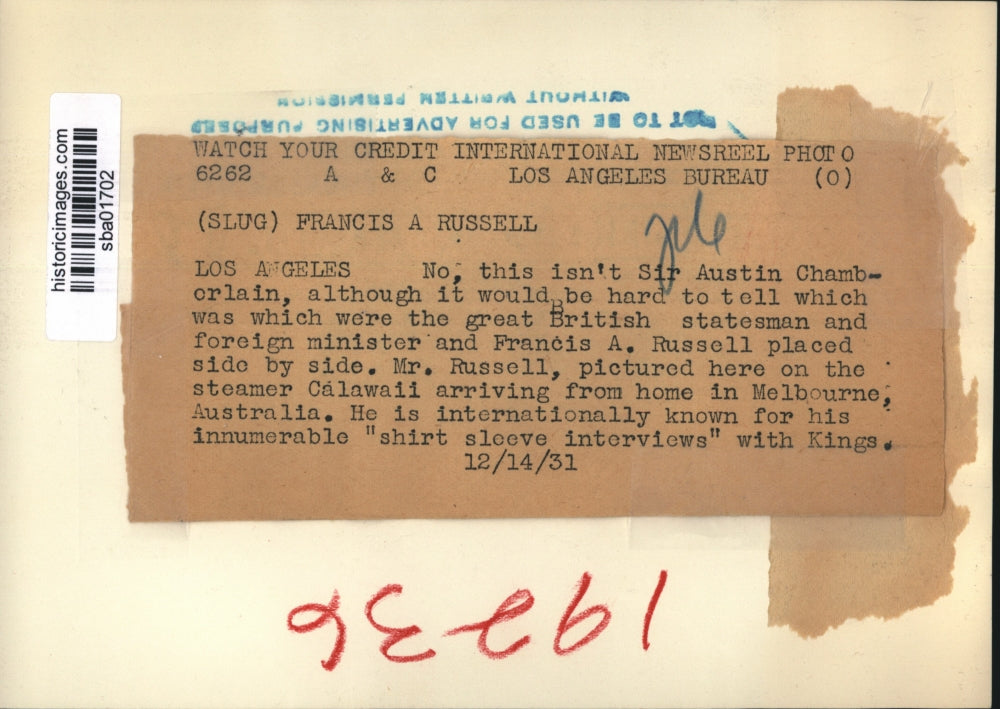 historicimages.com
sba01702
NOT TO BE USED FOR ADVERTISING PURPOSES
WITHOUT WRITTEN PERMISSION
WATCH YOUR CREDIT INTERNATIONAL NEWSREEL PHOTO
6262 A & C LOS ANGELES BUREAU (O)
(SLUG) FRANCIS A RUSSELL
LOS ANGELES No, this isn't Sir Austin Chamb-
erlain, although it would be hard to tell which
was which were the great British statesman and
foreign minister and Francis A. Russell placed
side by side. Mr. Russell, pictured here on the
steamer Calawaii arriving from home in Melbourne,
Australia. He is internationally known for his
innumerable "shirt sleeve interviews" with Kings.
12/14/31